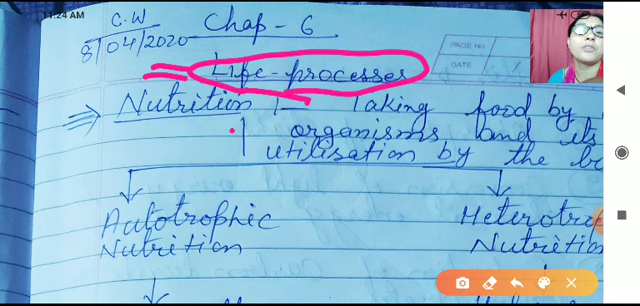 11:24 AM
C.W
8/04/2020
Chap - 6
PAGE NO
DATE
Life-processes
Nutrition :- Taking food by
organisms and its
utilisation by the
Autotrophic
Nutrition
Nutrition